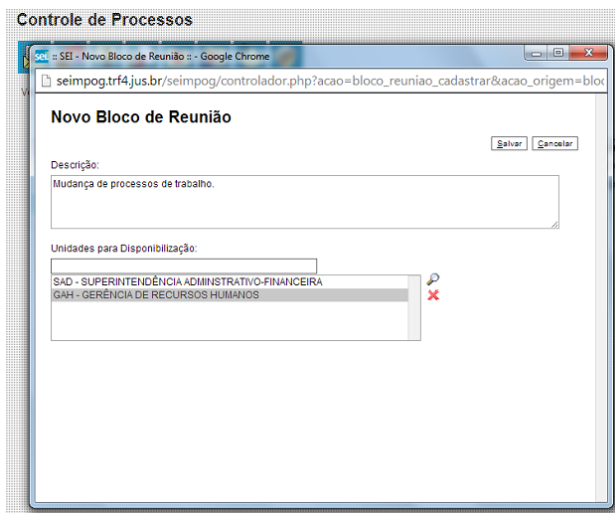 Controle de Processos
sei :: SEI - Novo Bloco de Reunião :: - Google Chrome
seimpog.trf4.jus.br/seimpog/controlador.php?acao=bloco_reuniao_cadastrar&acao_origem=bloc
Novo Bloco de Reunião
Salvar Cancelar
Descrição:
Mudança de processos de trabalho.
Unidades para Disponibilização:
SAD - SUPERINTENDÊNCIA ADMINSTRATIVO-FINANCEIRA
GAH - GERÊNCIA DE RECURSOS HUMANOS